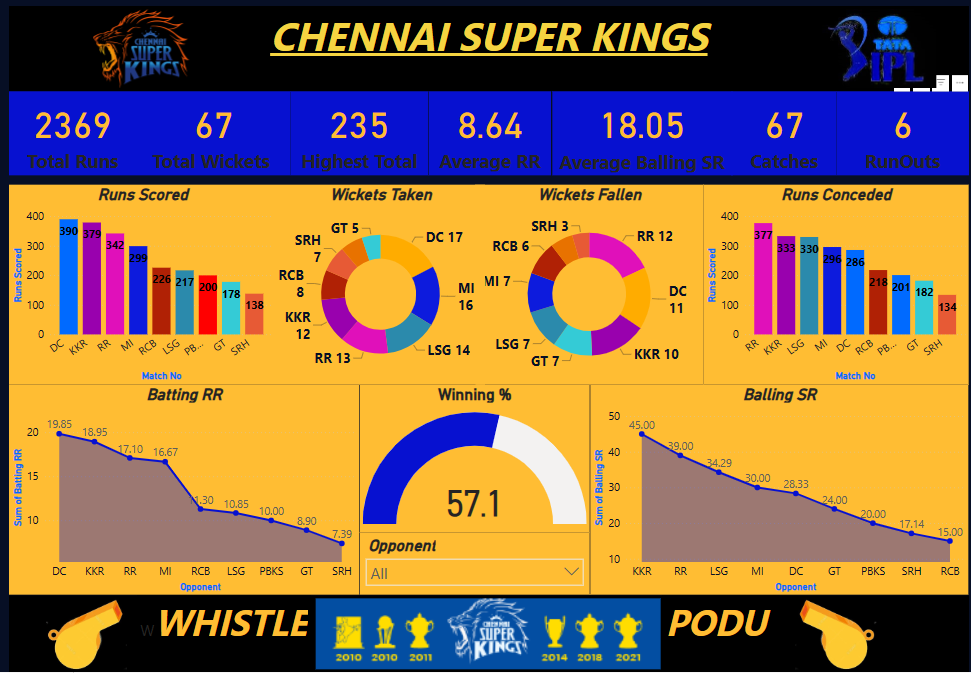 CHENNAI SUPER KINGS
CHENNAI
SUPER
KINGS
TATA
IPL
2369
Total Runs
67
Total Wickets
235
Highest Total
8.64
Average RR
18.05
Average Balling SR
67
Catches
6
RunOuts
Runs Scored
Runs Scored
400
300
200
100
0
390
379
342
299
226
217
200
178
138
DC
KKR
RR
MI
RCB
LSG
PB...
GT
SRH
Match No
Wickets Taken
GT 5
DC 17
SRH
7
RCB
8
MI
16
KKR
12
RR 13
LSG 14
Wickets Fallen
SRH 3
RR 12
RCB 6
MI 7
DC
11
LSG 7
GT 7
KKR 10
Runs Conceded
Runs Scored
400
300
200
100
0
377
333
330
296
286
218
201
182
134
RR
KKR
LSG
MI
DC
RCB
PB...
GT
SRH
Match No
Batting RR
Sum of Batting RR
20
15
10
19.85
18.95
17.10
16.67
1.30
10.85
10.00
8.90
7.39
DC
KKR
RR
MI
RCB
LSG
PBKS
GT
SRH
Opponent
Winning %
57.1
Opponent
All
Balling SR
Sum of Balling SR
50
40
30
20
10
45.00
39.00
34.29
30.00
28.33
24.00
20.00
17.14
15.00
KKR
RR
LSG
MI
DC
GT
PBKS
SRH
RCB
Opponent
W WHISTLE
2010
2010
2011
CHENNAI
SUPER
KINGS
2014
2018
2021
PODU